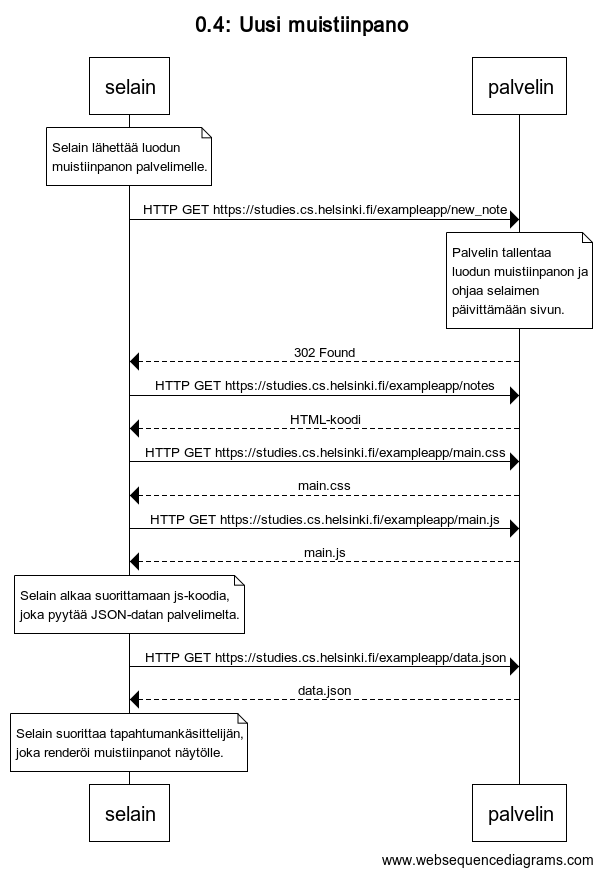 0.4: Uusi muistiinpano
selain
palvelin
Selain lähettää luodun
muistiinpanon palvelimelle.
HTTP GET https://studies.cs.helsinki.fi/exampleapp/new_note
Palvelin tallentaa
luodun muistiinpanon ja
ohjaa selaimen
päivittämään sivun.
302 Found
HTTP GET https://studies.cs.helsinki.fi/exampleapp/notes
HTML-koodi
HTTP GET https://studies.cs.helsinki.fi/exampleapp/main.css
main.css
HTTP GET https://studies.cs.helsinki.fi/exampleapp/main.js
main.js
Selain alkaa suorittamaan js-koodia,
joka pyytää JSON-datan palvelimelta.
HTTP GET https://studies.cs.helsinki.fi/exampleapp/data.json
data.json
Selain suorittaa tapahtumankäsittelijän,
joka renderöi muistiinpanot näytölle.
selain
palvelin
www.websequencediagrams.com